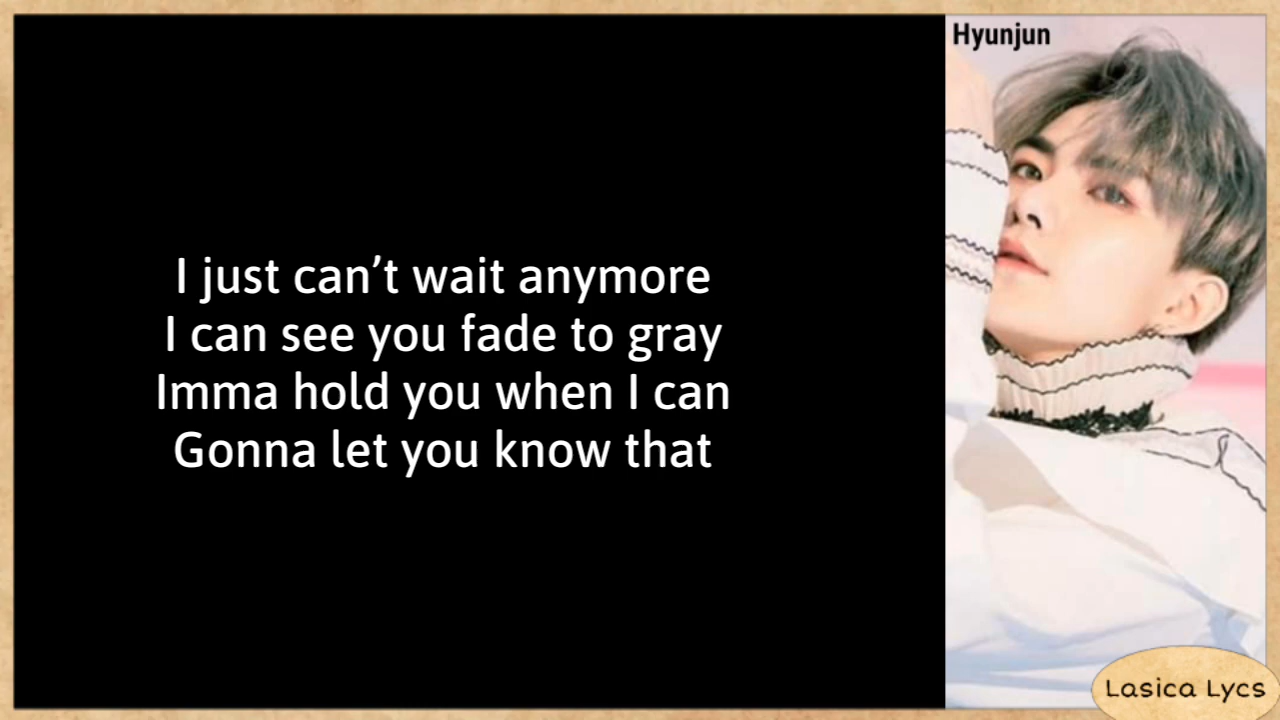 Hyunjun
I just can’t wait anymore
I can see you fade to gray
Imma hold you when I can
Gonna let you know that
Lasica Lycs